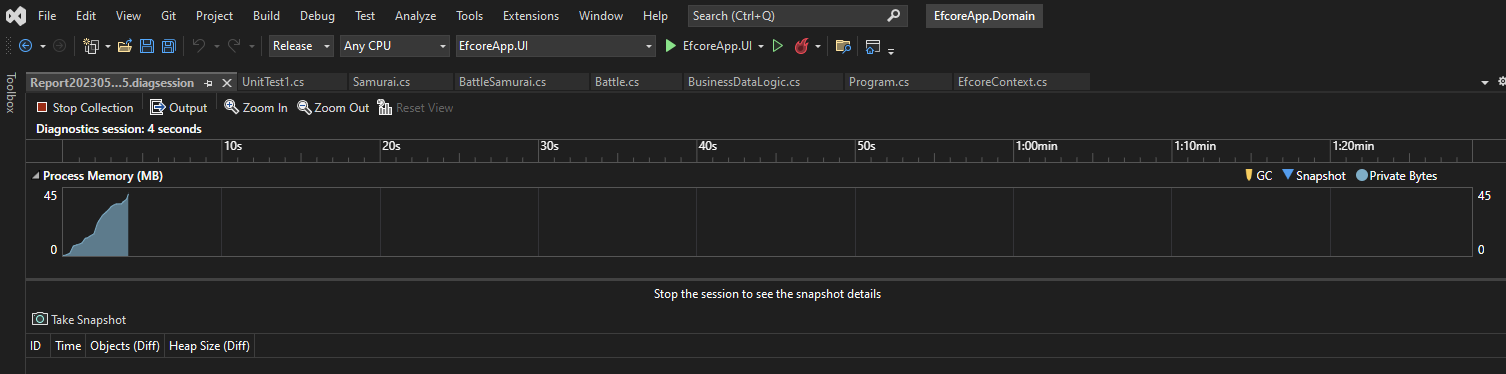 File Edit View Git Project Build Debug Test Analyze Tools Extensions Window Help Search (Ctrl+Q) EfcoreApp.Domain
Release Any CPU EfcoreApp.UI EfcoreApp.UI
Toolbox
Report202305...5.diagsession UnitTest1.cs Samurai.cs BattleSamurai.cs Battle.cs BusinessDataLogic.cs Program.cs EfcoreContext.cs
Stop Collection Output Zoom In Zoom Out Reset View
Diagnostics session: 4 seconds
10s 20s 30s 40s 50s 1:00min 1:10min 1:20min
Process Memory (MB) GC Snapshot Private Bytes
45 45
0 0
Stop the session to see the snapshot details
Take Snapshot
ID Time Objects (Diff) Heap Size (Diff)